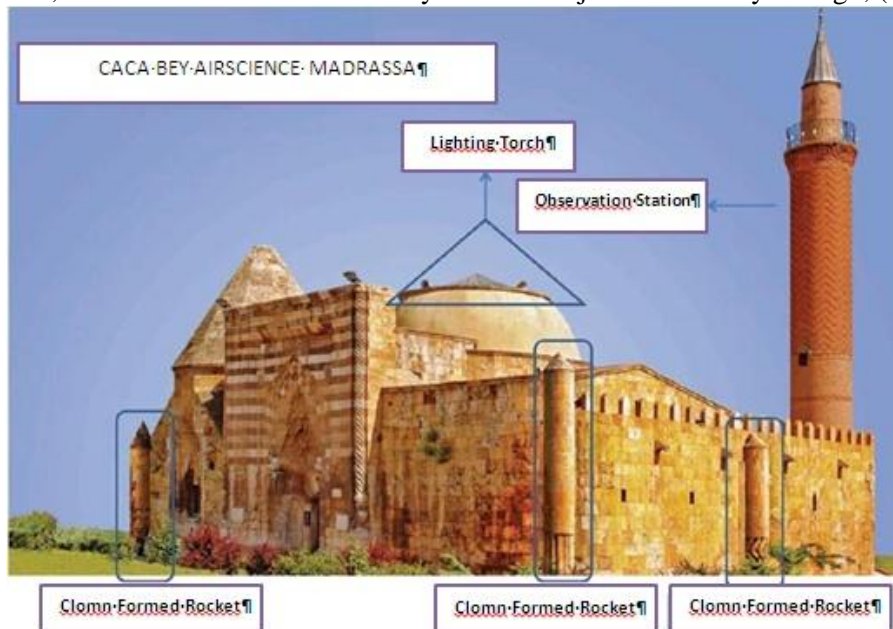 CACA·BEY·AIRSCIENCE·MADRASSA¶
Lighting·Torch¶
Observation·Station¶
Clomn·Formed·Rocket¶
Clomn·Formed·Rocket¶
Clomn·Formed·Rocket¶